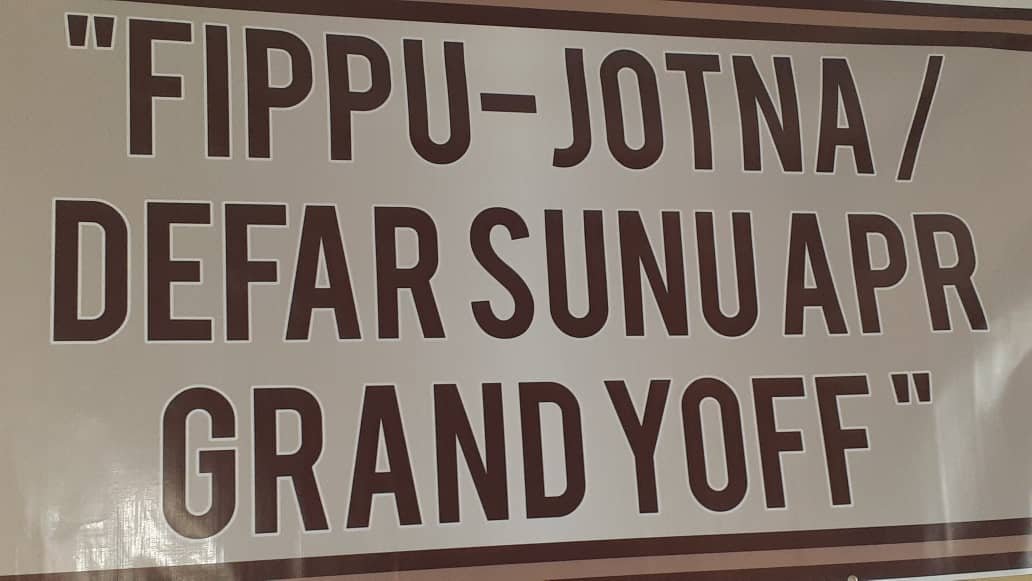 "FIPPU-JOTNA /
DEFAR SUNU APR
GRAND YOFF"